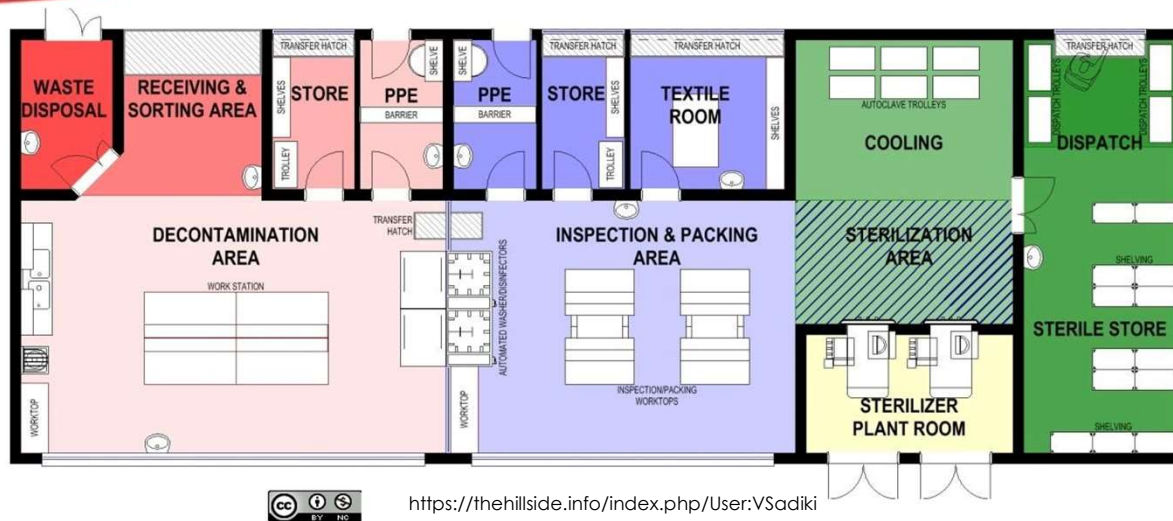 TRANSFER HATCH
TRANSFER HATCH
TRANSFER HATCH
TRANSFER HATCH
WASTE
DISPOSAL
RECEIVING &
SORTING AREA
SHELVES
STORE
TROLLEY
PPE
SHELVE
BARRIER
SHELVE
PPE
BARRIER
STORE
SHELVES
TROLLEY
TEXTILE
ROOM
SHELVES
AUTOCLAVE TROLLEYS
COOLING
DISPATCH TROLLEYS
DISPATCH TROLLEYS
DISPATCH
DECONTAMINATION
AREA
TRANSFER
HATCH
WORK STATION
WORKTOP
AUTOMATED WASHER/DISINFECTORS
WORKTOP
INSPECTION & PACKING
AREA
INSPECTION/PACKING
WORKTOPS
STERILIZATION
AREA
STERILIZER
PLANT ROOM
SHELVING
STERILE STORE
SHELVING
cc
BY NC
https://thehillside.info/index.php/User:VSadiki